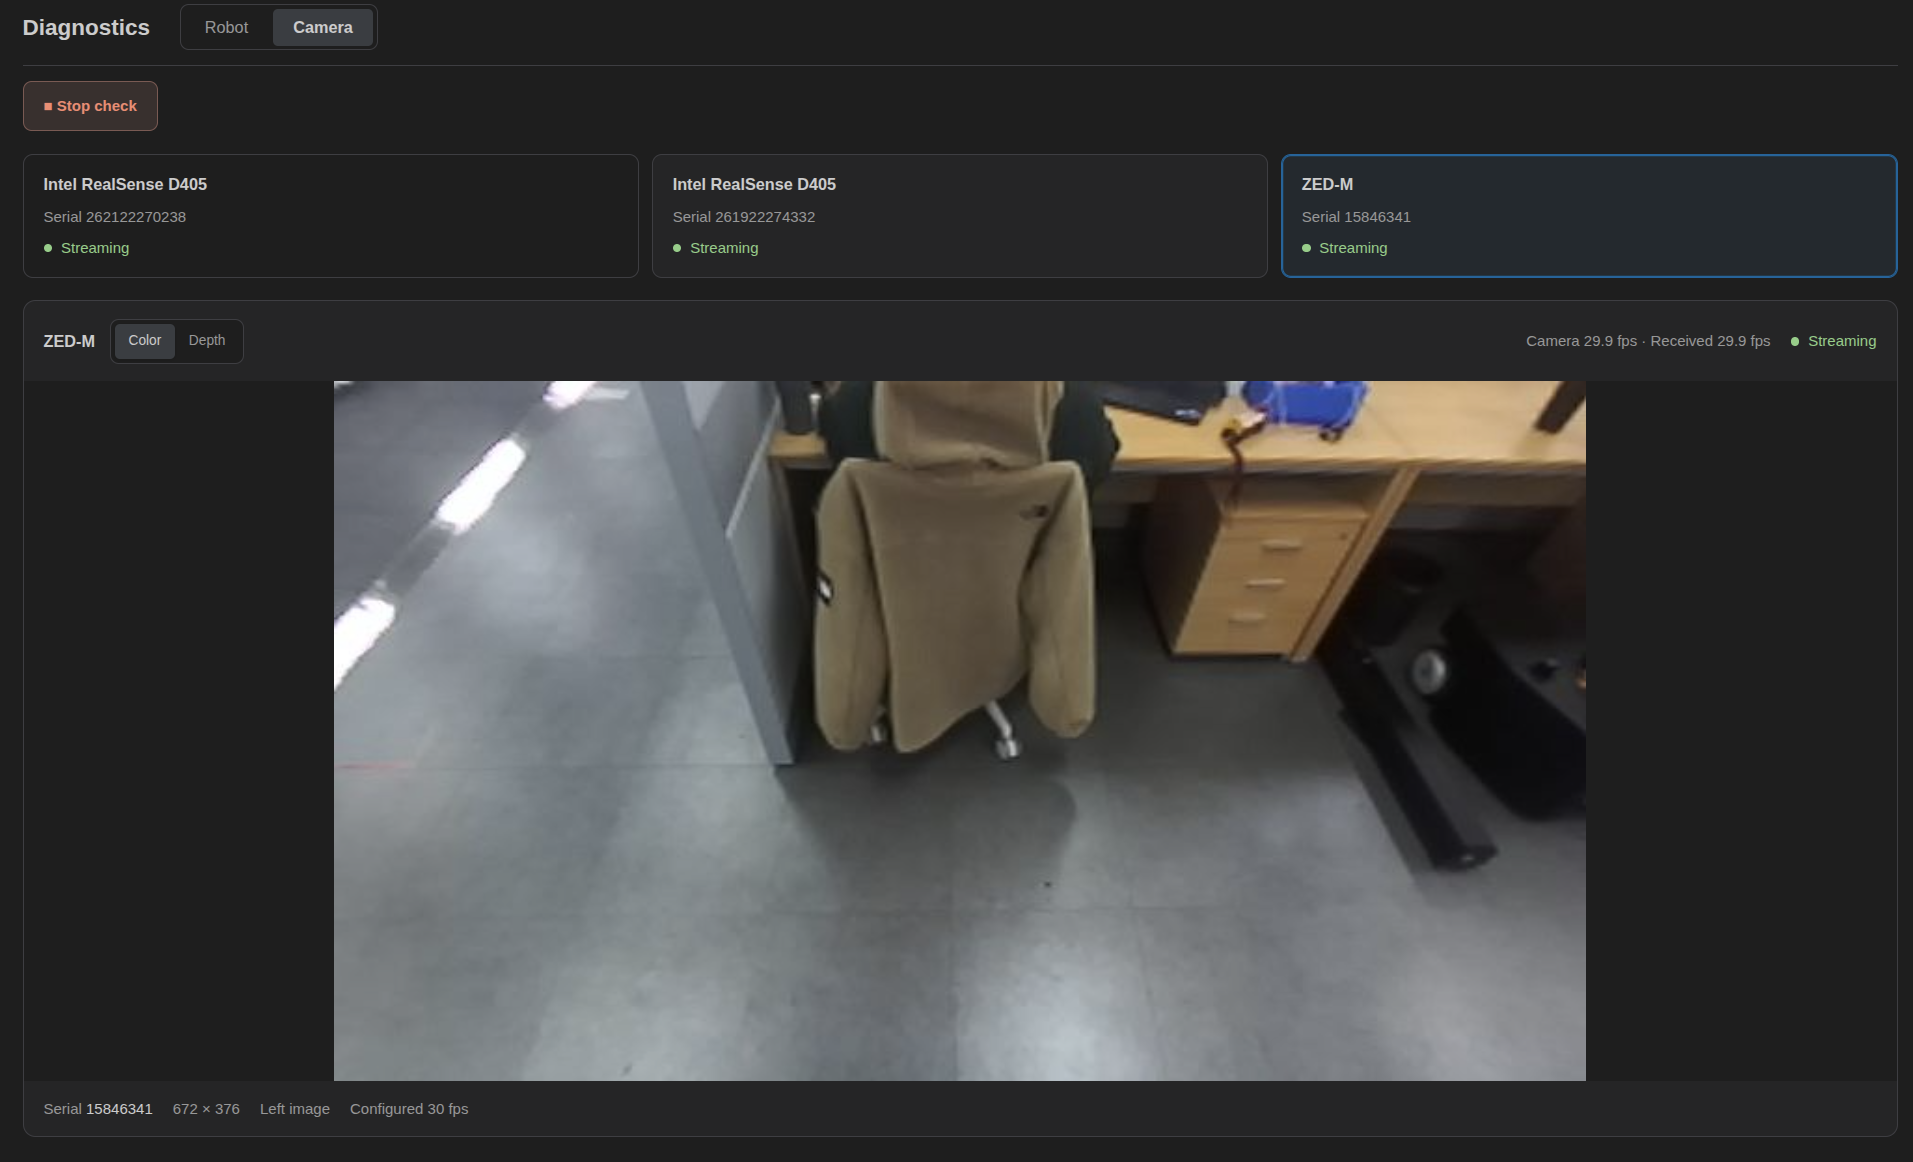 Diagnostics Robot Camera
■ Stop check
Intel RealSense D405
Serial 262122270238
Streaming
Intel RealSense D405
Serial 261922274332
Streaming
ZED-M
Serial 15846341
Streaming
ZED-M Color Depth Camera 29.9 fps · Received 29.9 fps Streaming
Serial 15846341 672 × 376 Left image Configured 30 fps